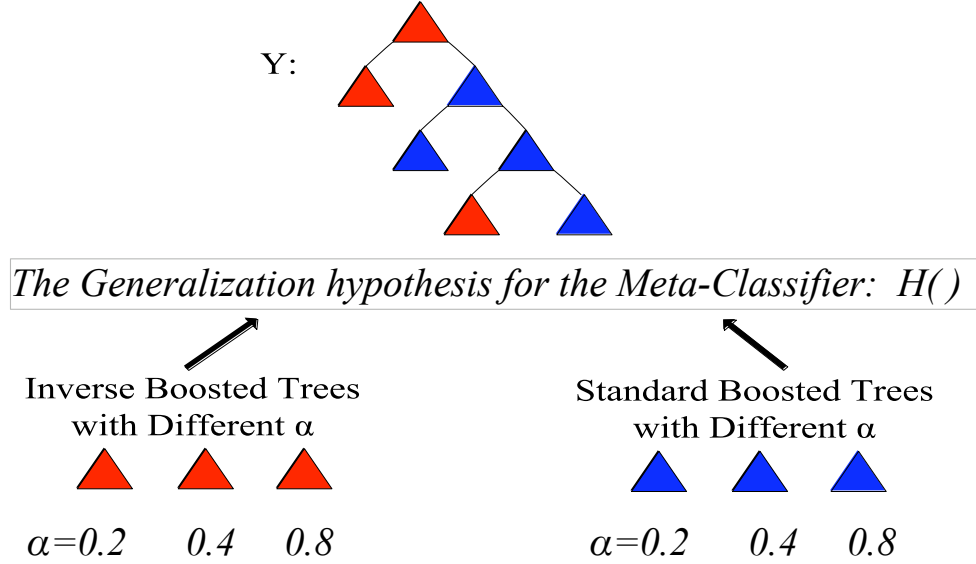 Y:
The Generalization hypothesis for the Meta-Classifier: H( )
Inverse Boosted Trees
with Different α
α=0.2 0.4 0.8
Standard Boosted Trees
with Different α
α=0.2 0.4 0.8